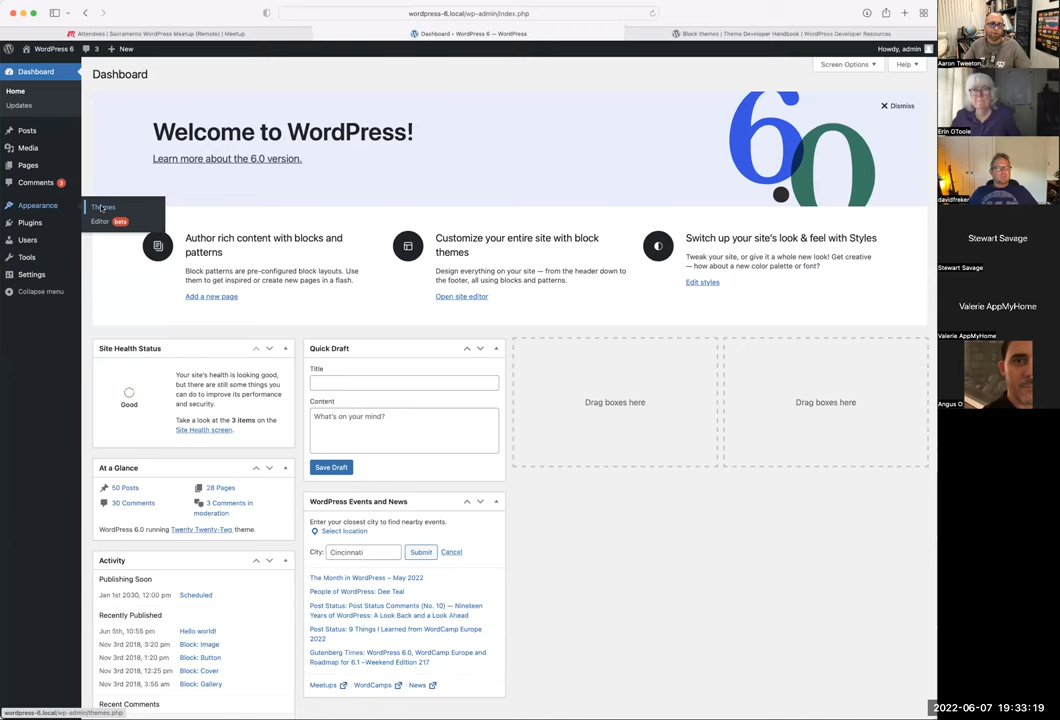 wordpress-6.local/wp-admin/index.php
Attendees | Sacramento WordPress Meetup (Remote) | Meetup
Dashboard ‹ WordPress 6 — WordPress
Block themes | Theme Developer Handbook | WordPress Developer Resources
WordPress 6
3
New
Howdy, admin
Dashboard
Home
Updates
Posts
Media
Pages
Comments 3
Appearance
Plugins
Users
Tools
Settings
Collapse menu
Themes
Editor beta
Dashboard
Screen Options
Help
Welcome to WordPress!
Learn more about the 6.0 version.
6.0
Dismiss
Author rich content with blocks and
patterns
Block patterns are pre-configured block layouts. Use
them to get inspired or create new pages in a flash.
Add a new page
Customize your entire site with block
themes
Design everything on your site — from the header down to
the footer, all using blocks and patterns.
Open site editor
Switch up your site's look & feel with Styles
Tweak your site, or give it a whole new look! Get creative
— how about a new color palette or font?
Edit styles
Site Health Status
Good
Your site's health is looking good,
but there are still some things you
can do to improve its performance
and security.
Take a look at the 3 items on the
Site Health screen.
At a Glance
50 Posts
28 Pages
30 Comments
3 Comments in
moderation
WordPress 6.0 running Twenty Twenty-Two theme.
Activity
Publishing Soon
Jan 1st 2030, 12:00 pm Scheduled
Recently Published
Jun 5th, 10:55 pm Hello world!
Nov 3rd 2018, 3:20 pm Block: Image
Nov 3rd 2018, 1:20 pm Block: Button
Nov 3rd 2018, 12:25 pm Block: Cover
Nov 3rd 2018, 3:55 am Block: Gallery
Recent Comments
Quick Draft
Title
Content
What's on your mind?
Save Draft
WordPress Events and News
Enter your closest city to find nearby events.
Select location
City: Cincinnati Submit Cancel
The Month in WordPress – May 2022
People of WordPress: Dee Teal
Post Status: Post Status Comments (No. 10) — Nineteen
Years of WordPress: A Look Back and a Look Ahead
Post Status: 9 Things I Learned from WordCamp Europe
2022
Gutenberg Times: WordPress 6.0, WordCamp Europe and
Roadmap for 6.1 –Weekend Edition 217
Meetups
WordCamps
News
Drag boxes here
Drag boxes here
Aaron Tweeton
Erin OToole
davidfreker
Stewart Savage
Stewart Savage
Valerie AppMyHome
Valerie AppMyHome
Angus O
wordpress-6.local/wp-admin/themes.php
2022-06-07 19:33:19